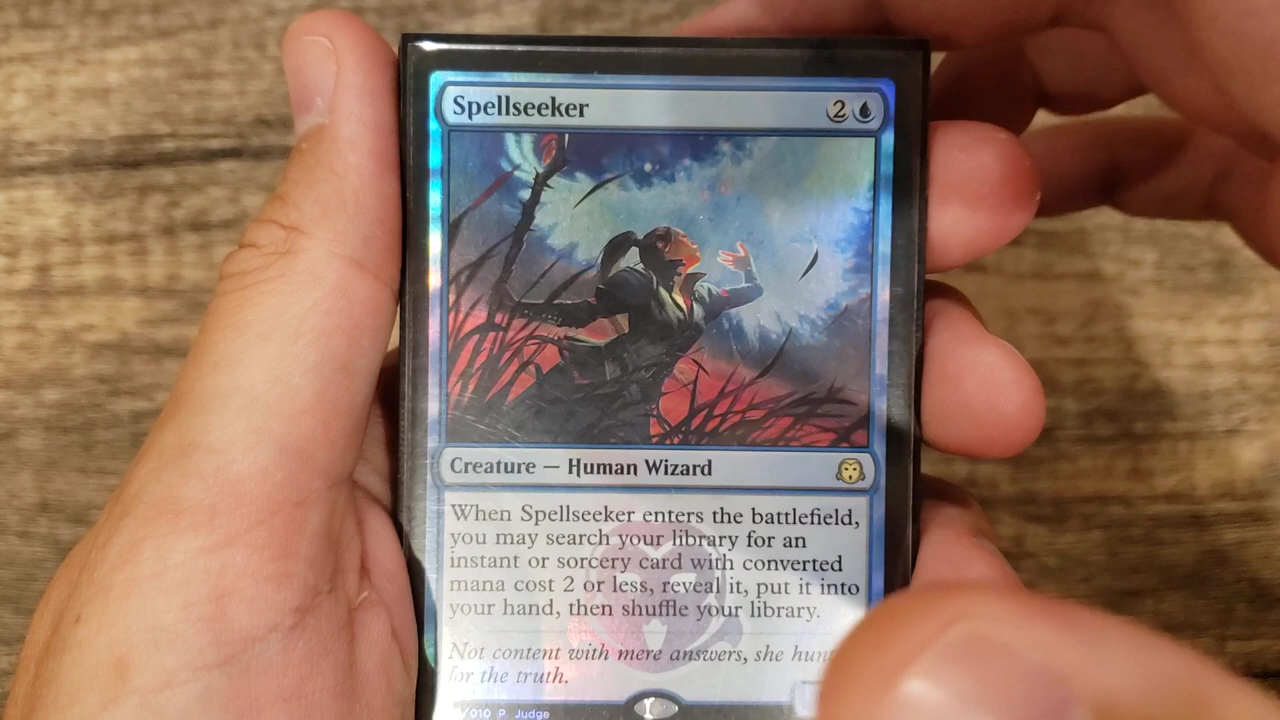 Spellseeker 2
Creature — Human Wizard
When Spellseeker enters the battlefield,
you may search your library for an
instant or sorcery card with converted
mana cost 2 or less, reveal it, put it into
your hand, then shuffle your library.
Not content with mere answers, she
for the truth.
/010 P Judge